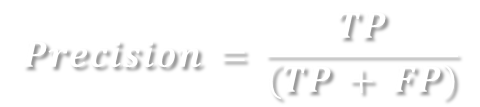 Precision = TP / (TP + FP)